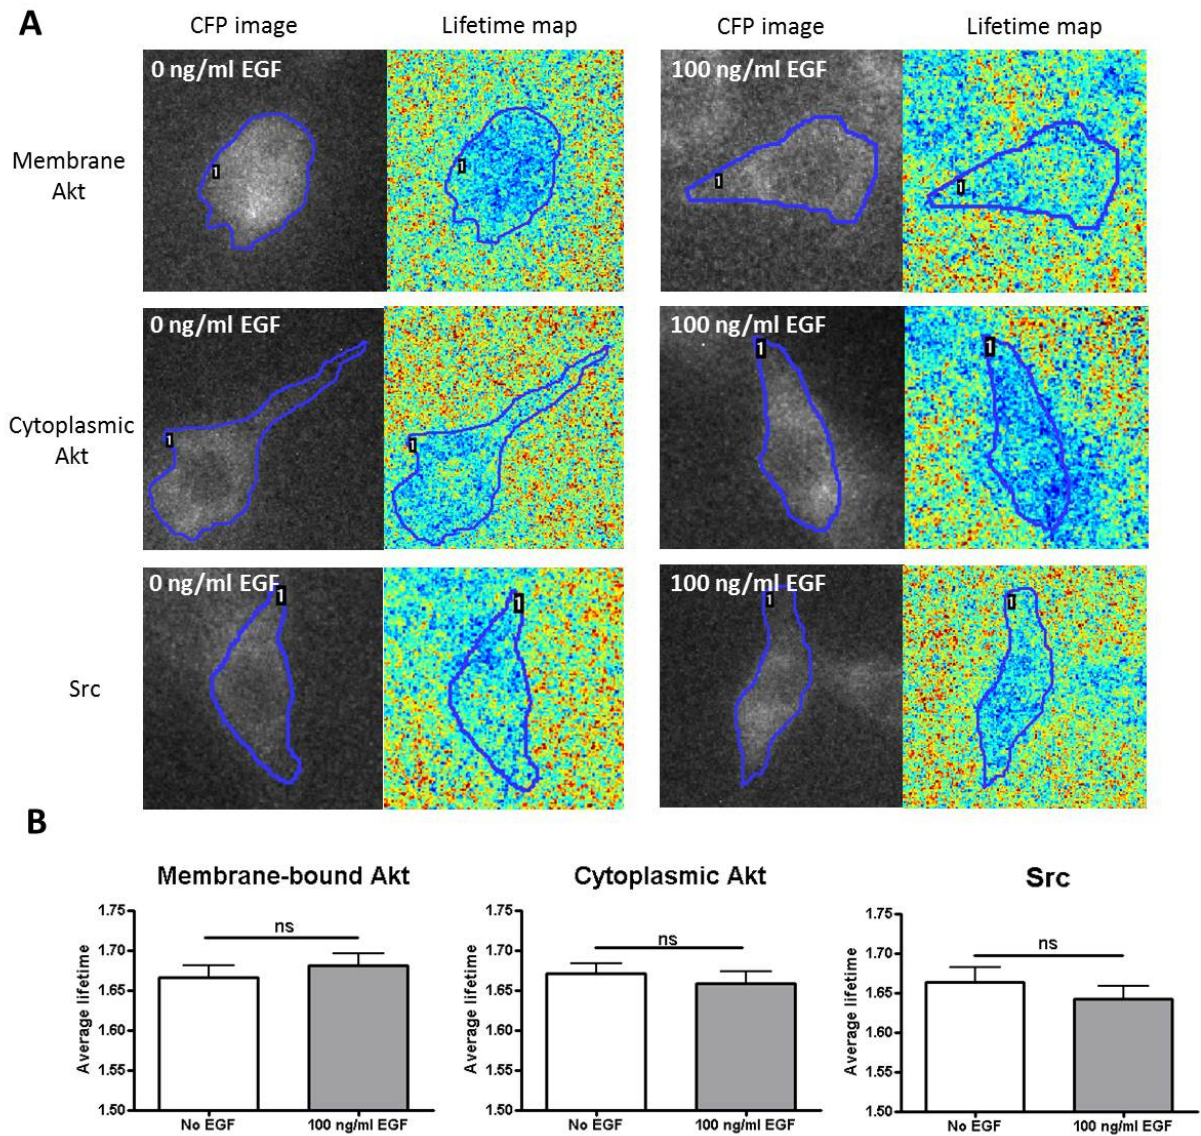 A
CFP image
Lifetime map
CFP image
Lifetime map
Membrane
Akt
0 ng/ml EGF
1
1
100 ng/ml EGF
1
1
Cytoplasmic
Akt
0 ng/ml EGF
1
1
100 ng/ml EGF
1
1
Src
0 ng/ml EGF
1
1
100 ng/ml EGF
1
1
B
Membrane-bound Akt
Average lifetime
1.75
1.70
1.65
1.60
1.55
1.50
ns
No EGF
100 ng/ml EGF
Cytoplasmic Akt
Average lifetime
1.75
1.70
1.65
1.60
1.55
1.50
ns
No EGF
100 ng/ml EGF
Src
Average lifetime
1.75
1.70
1.65
1.60
1.55
1.50
ns
No EGF
100 ng/ml EGF